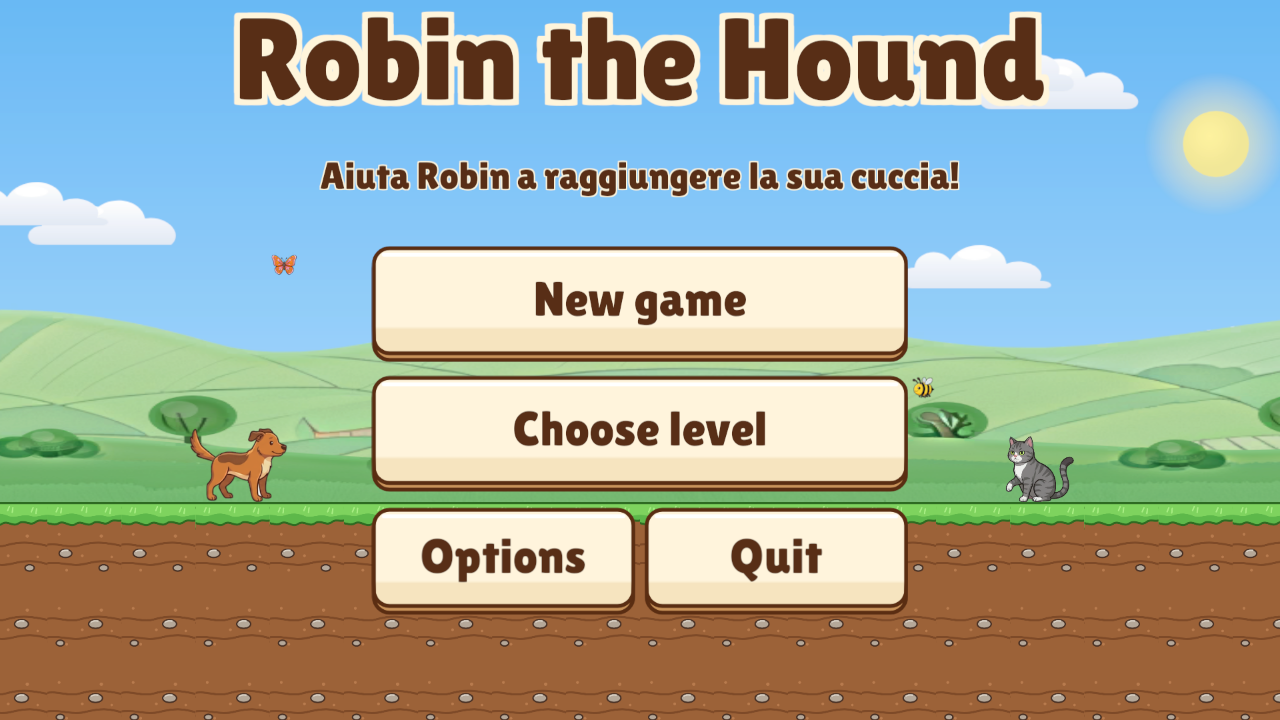 Robin the Hound
Aiuta Robin a raggiungere la sua cuccia!
New game
Choose level
Options
Quit